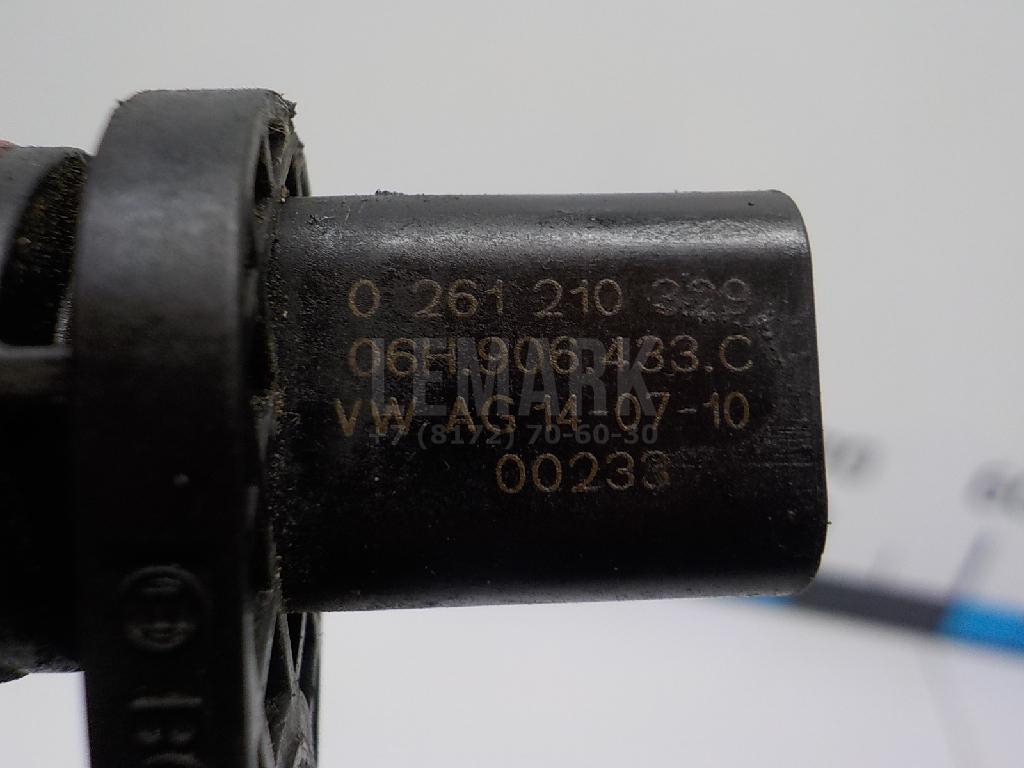 0 261 210 329
06H.906.433.C
VW AG 14-07-10
00233
LEMARK
+7 (8172) 70-60-30